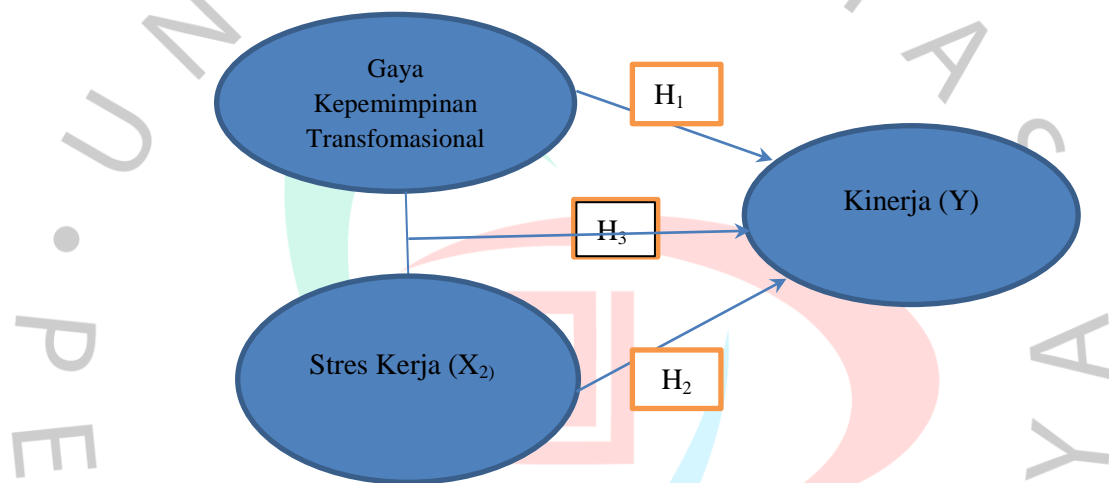 Gaya
Kepemimpinan
Transfomasional
H₁
Kinerja (Y)
H₃
Stres Kerja (X₂)
H₂
U N
A S
• P E
A Y